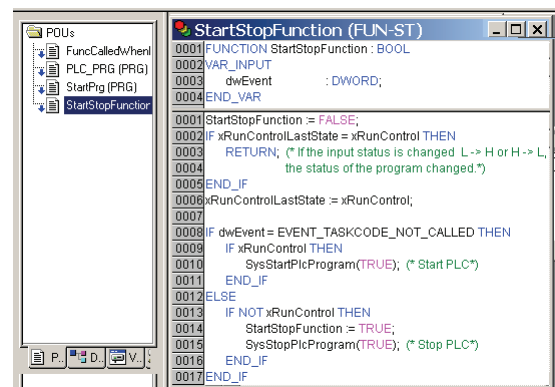 POUs
FuncCalledWhenI
PLC_PRG (PRG)
StartPrg (PRG)
StartStopFunction
StartStopFunction (FUN-ST)
0001 FUNCTION StartStopFunction : BOOL
0002 VAR_INPUT
0003 dwEvent : DWORD;
0004 END_VAR
0001 StartStopFunction := FALSE;
0002 IF xRunControlLastState = xRunControl THEN
0003 RETURN; (* If the input status is changed L -> H or H -> L,
0004 the status of the program changed.*)
0005 END_IF
0006 xRunControlLastState := xRunControl;
0007
0008 IF dwEvent = EVENT_TASKCODE_NOT_CALLED THEN
0009 IF xRunControl THEN
0010 SysStartPlcProgram(TRUE); (* Start PLC*)
0011 END_IF
0012 ELSE
0013 IF NOT xRunControl THEN
0014 StartStopFunction := TRUE;
0015 SysStopPlcProgram(TRUE); (* Stop PLC*)
0016 END_IF
0017 END_IF
P.. D.. V..